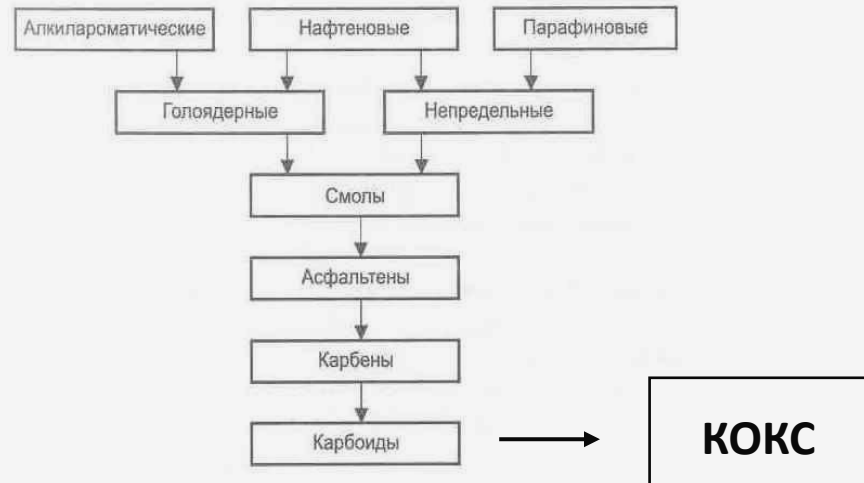 Алкилароматические
Нафтеновые
Парафиновые
Голоядерные
Непредельные
Смолы
Асфальтены
Карбены
Карбоиды
КОКС